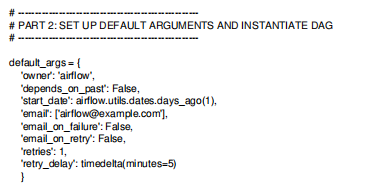 # --------------------------------------------------
# PART 2: SET UP DEFAULT ARGUMENTS AND INSTANTIATE DAG
# --------------------------------------------------
default_args = {
'owner': 'airflow',
'depends_on_past': False,
'start_date': airflow.utils.dates.days_ago(1),
'email': ['airflow@example.com'],
'email_on_failure': False,
'email_on_retry': False,
'retries': 1,
'retry_delay': timedelta(minutes=5)
}